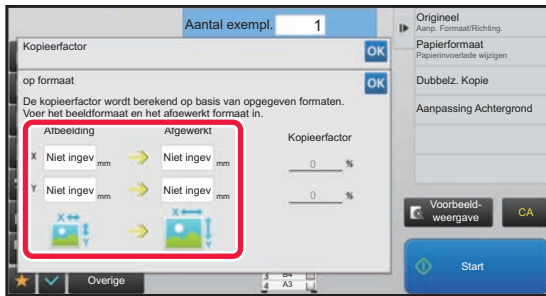 Aantal exempl. 1
Kopieerfactor
OK
op formaat
OK
De kopieerfactor wordt berekend op basis van opgegeven formaten.
Voer het beeldformaat en het afgewerkt formaat in.
Afbeelding Afgewerkt
Kopieerfactor
X Niet ingev mm Niet ingev mm 0 %
Y Niet ingev mm Niet ingev mm 0 %
X Y X Y
Overige
B4
4 A3
Origineel
Aanp. Formaat/Richting.
Papierformaat
Papierinvoerlade wijzigen
Dubbelz. Kopie
Aanpassing Achtergrond
Voorbeeld-
weergave
CA
Start